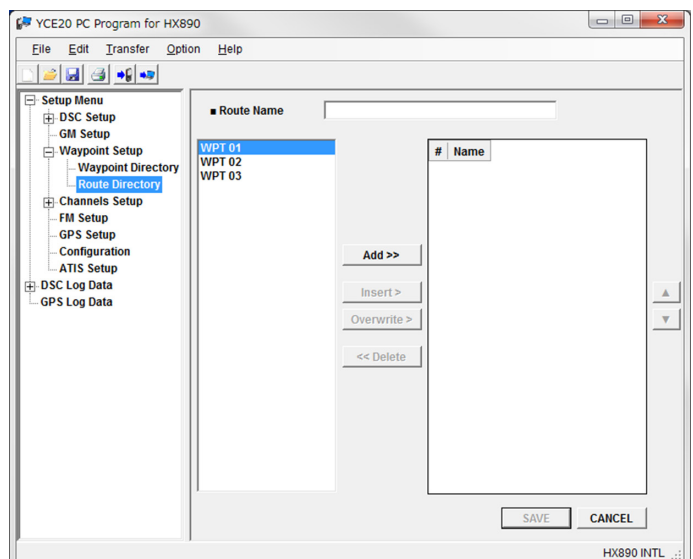 YCE20 PC Program for HX890
File Edit Transfer Option Help
Setup Menu
DSC Setup
GM Setup
Waypoint Setup
Waypoint Directory
Route Directory
Channels Setup
FM Setup
GPS Setup
Configuration
ATIS Setup
DSC Log Data
GPS Log Data
■ Route Name
WPT 01
WPT 02
WPT 03
Add >>
Insert >
Overwrite >
<< Delete
# Name
▲
▼
SAVE CANCEL
HX890 INTL